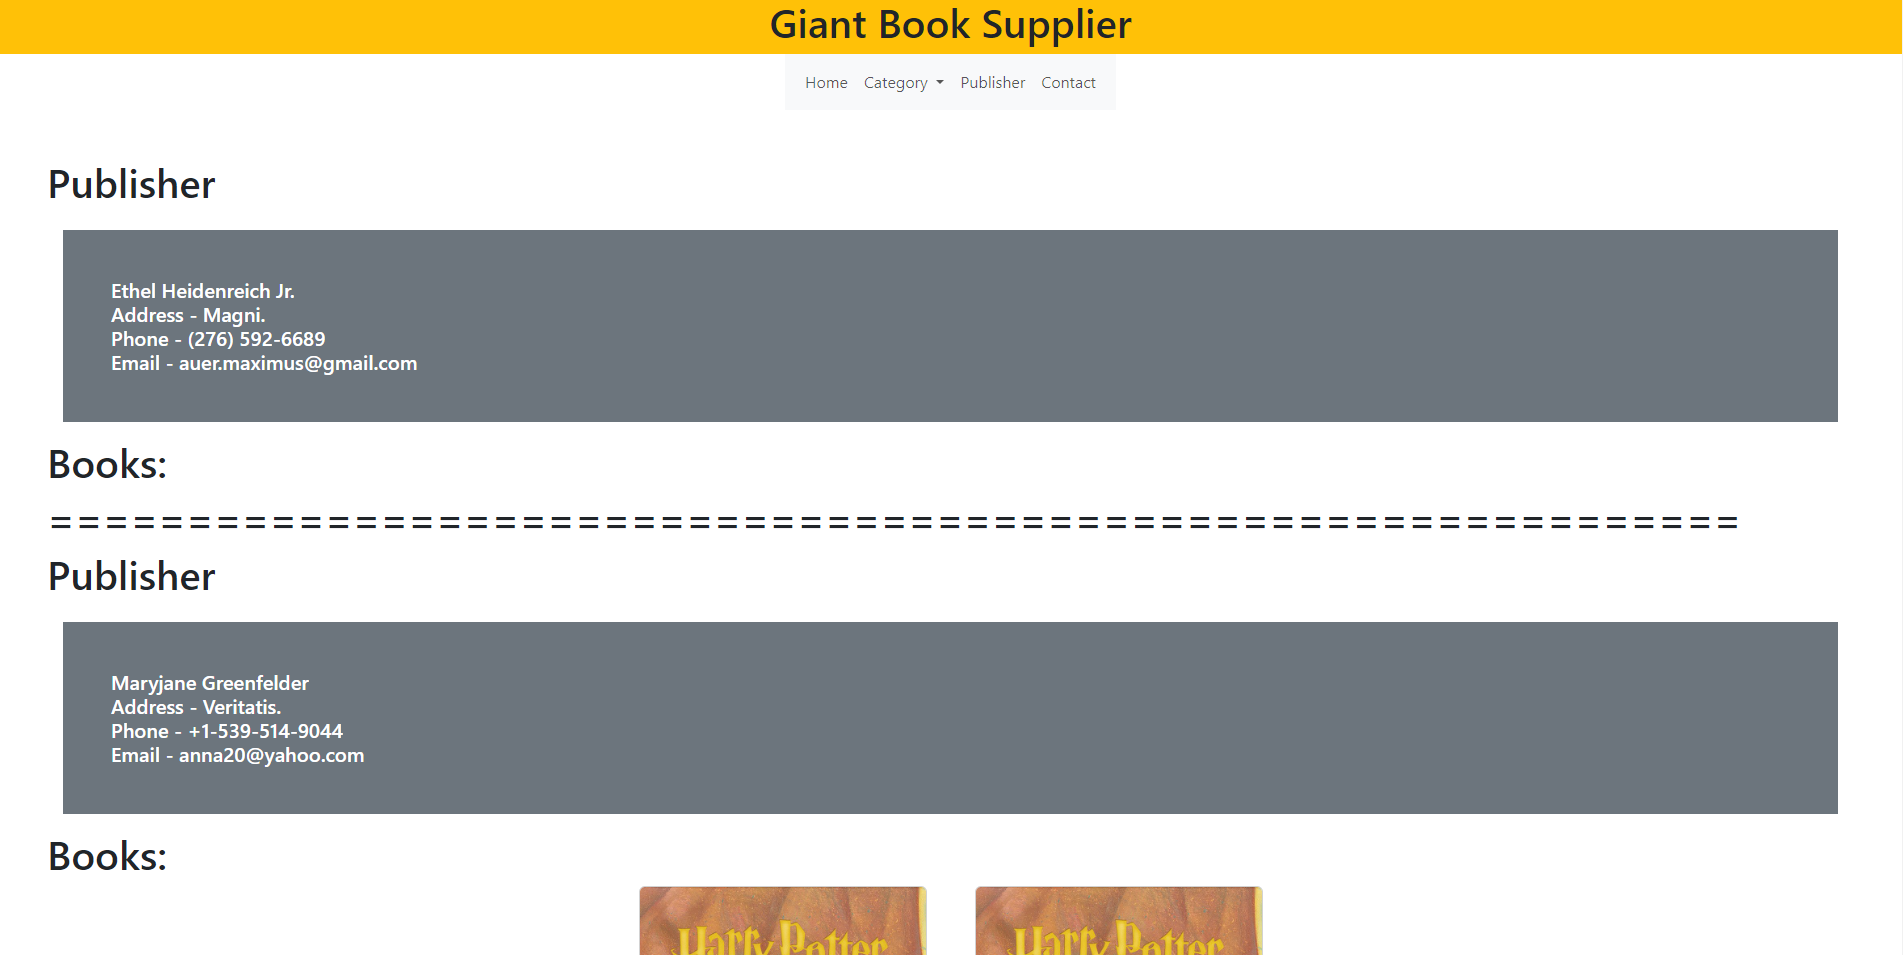 Giant Book Supplier
Home Category Publisher Contact
Publisher
Ethel Heidenreich Jr.
Address - Magni.
Phone - (276) 592-6689
Email - auer.maximus@gmail.com
Books:
=============================================================
Publisher
Maryjane Greenfelder
Address - Veritatis.
Phone - +1-539-514-9044
Email - anna20@yahoo.com
Books:
Harry Potter Harry Potter